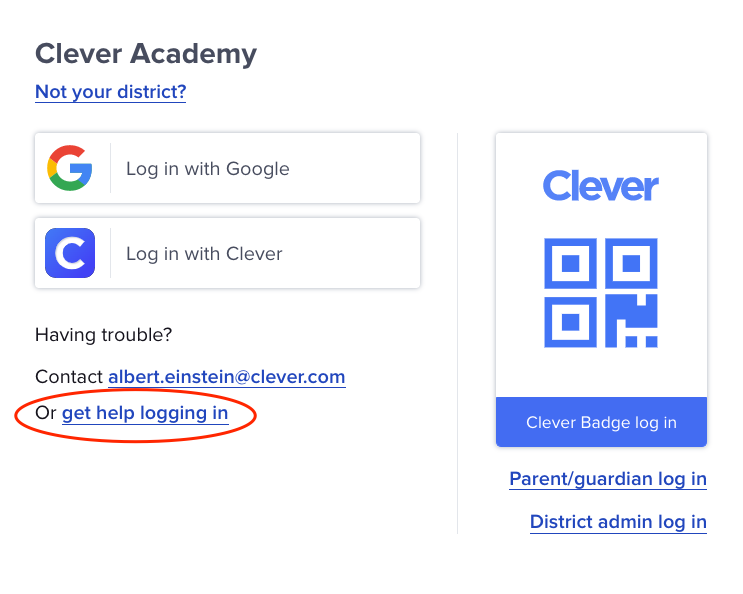 Clever Academy
Not your district?
Log in with Google
Log in with Clever
Having trouble?
Contact albert.einstein@clever.com
Or get help logging in
Clever
Clever Badge log in
Parent/guardian log in
District admin log in